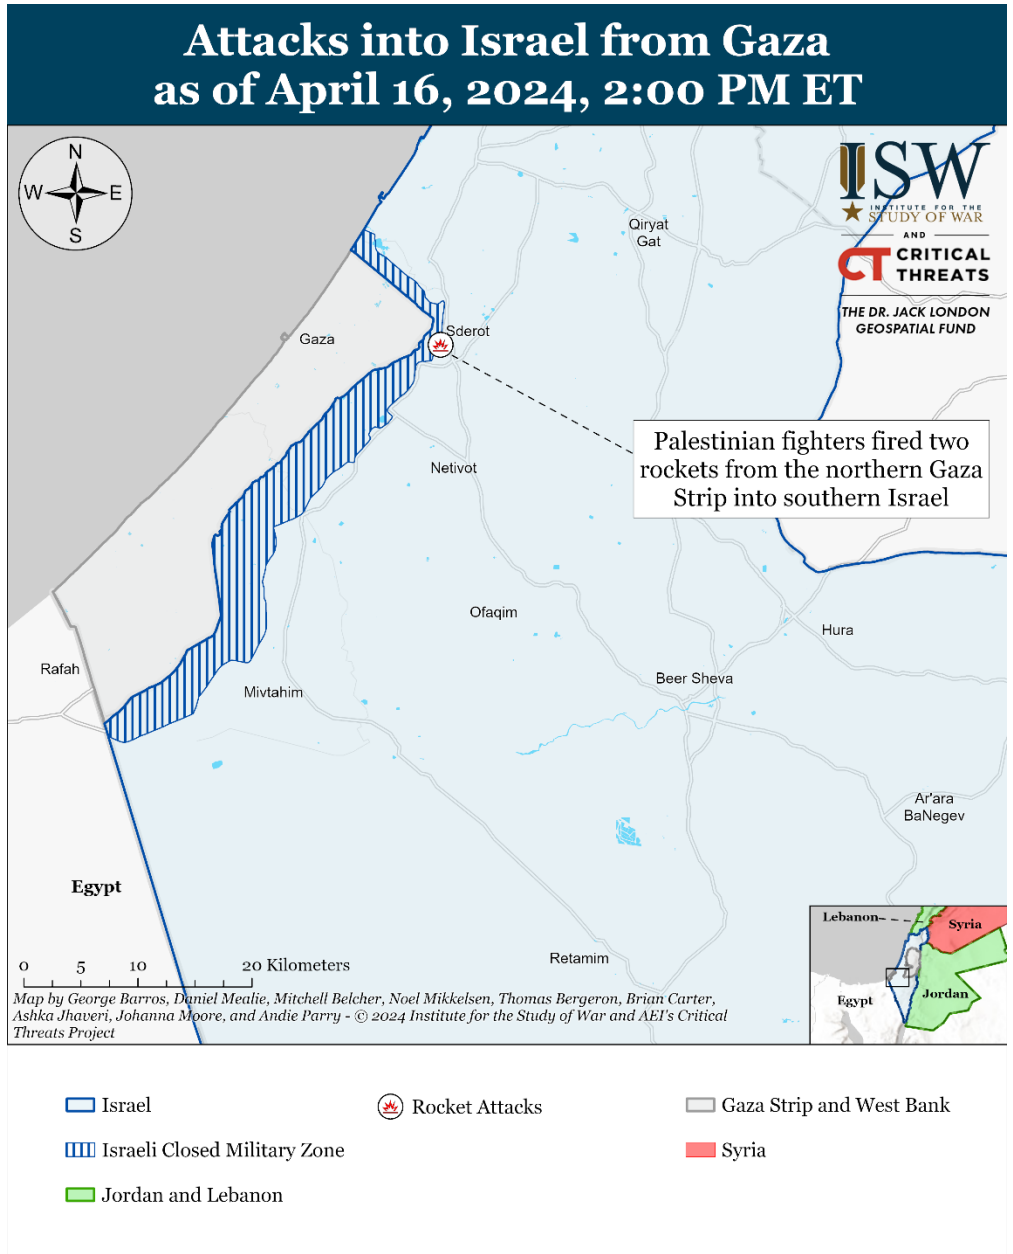 Attacks into Israel from Gaza
as of April 16, 2024, 2:00 PM ET
N
W
E
S
ISW
INSTITUTE FOR THE
STUDY OF WAR
AND
CT CRITICAL
THREATS
THE DR. JACK LONDON
GEOSPATIAL FUND
Qiryat
Gat
Sderot
Gaza
Palestinian fighters fired two
rockets from the northern Gaza
Strip into southern Israel
Netivot
Ofaqim
Hura
Rafah
Mivtahim
Beer Sheva
Ar'ara
BaNegev
Egypt
Retamim
0 5 10 20 Kilometers
Map by George Barros, Daniel Mealie, Mitchell Belcher, Noel Mikkelsen, Thomas Bergeron, Brian Carter,
Ashka Jhaveri, Johanna Moore, and Andie Parry - © 2024 Institute for the Study of War and AEI's Critical
Threats Project
Lebanon
Syria
Egypt
Jordan
Israel
Rocket Attacks
Gaza Strip and West Bank
Israeli Closed Military Zone
Syria
Jordan and Lebanon